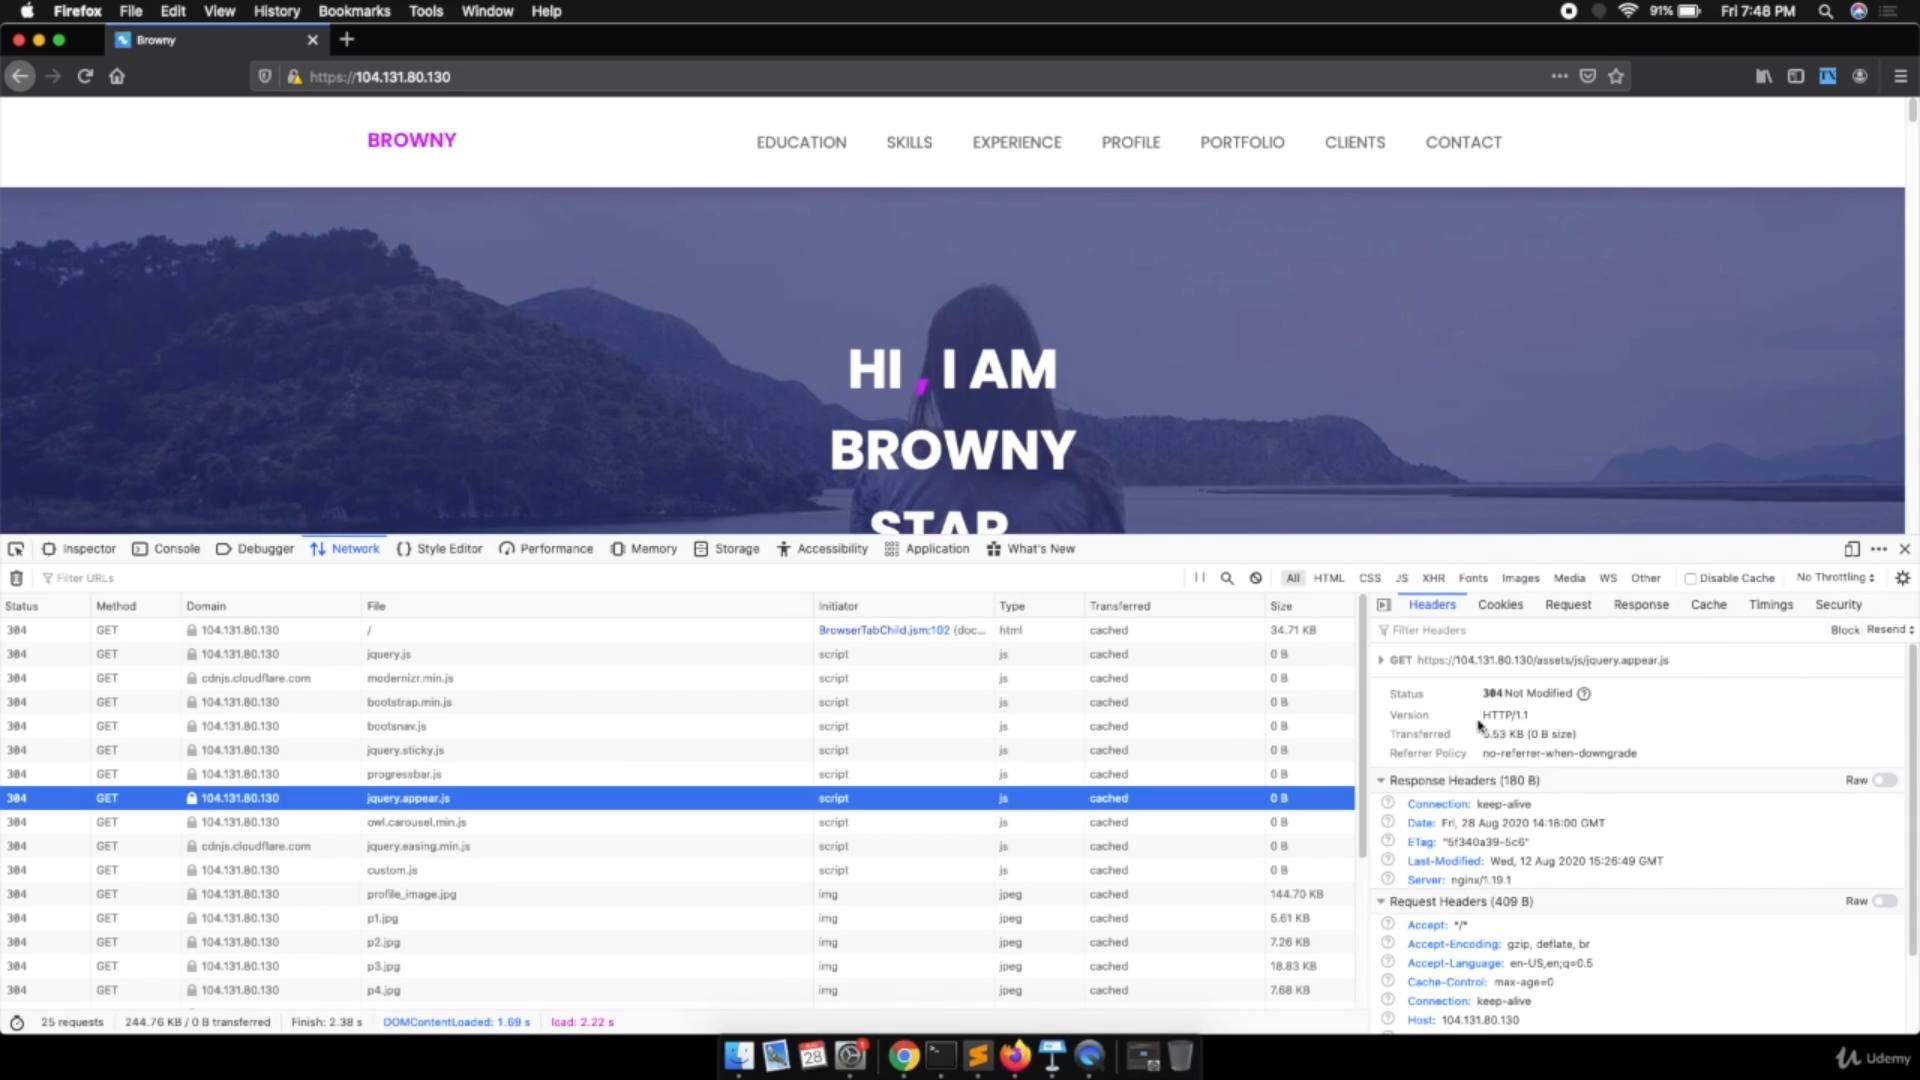 Firefox File Edit View History Bookmarks Tools Window Help 91% Fri 7:48 PM
Browny
https://104.131.80.130
BROWNY EDUCATION SKILLS EXPERIENCE PROFILE PORTFOLIO CLIENTS CONTACT
HI , I AM
BROWNY
STAR
Inspector Console Debugger Network Style Editor Performance Memory Storage Accessibility Application What's New
Filter URLs All HTML CSS JS XHR Fonts Images Media WS Other Disable Cache No Throttling
Status Method Domain File Initiator Type Transferred Size
304 GET 104.131.80.130 / BrowserTabChild.jsm:102 (doc... html cached 34.71 KB
304 GET 104.131.80.130 jquery.js script js cached 0 B
304 GET cdnjs.cloudflare.com modernizr.min.js script js cached 0 B
304 GET 104.131.80.130 bootstrap.min.js script js cached 0 B
304 GET 104.131.80.130 bootsnav.js script js cached 0 B
304 GET 104.131.80.130 jquery.sticky.js script js cached 0 B
304 GET 104.131.80.130 progressbar.js script js cached 0 B
304 GET 104.131.80.130 jquery.appear.js script js cached 0 B
304 GET 104.131.80.130 owl.carousel.min.js script js cached 0 B
304 GET cdnjs.cloudflare.com jquery.easing.min.js script js cached 0 B
304 GET 104.131.80.130 custom.js script js cached 0 B
304 GET 104.131.80.130 profile_image.jpg img jpeg cached 144.70 KB
304 GET 104.131.80.130 p1.jpg img jpeg cached 5.61 KB
304 GET 104.131.80.130 p2.jpg img jpeg cached 7.26 KB
304 GET 104.131.80.130 p3.jpg img jpeg cached 18.83 KB
304 GET 104.131.80.130 p4.jpg img jpeg cached 7.68 KB
25 requests 244.76 KB / 0 B transferred Finish: 2.38 s DOMContentLoaded: 1.69 s load: 2.22 s
Headers Cookies Request Response Cache Timings Security
Filter Headers Block Resend
GET https://104.131.80.130/assets/js/jquery.appear.js
Status 304 Not Modified
Version HTTP/1.1
Transferred 5.53 KB (0 B size)
Referrer Policy no-referrer-when-downgrade
Response Headers (180 B) Raw
Connection: keep-alive
Date: Fri, 28 Aug 2020 14:18:00 GMT
ETag: "5f340a39-5c6"
Last-Modified: Wed, 12 Aug 2020 15:26:49 GMT
Server: nginx/1.19.1
Request Headers (409 B) Raw
Accept: */*
Accept-Encoding: gzip, deflate, br
Accept-Language: en-US,en;q=0.5
Cache-Control: max-age=0
Connection: keep-alive
Host: 104.131.80.130
28
Udemy